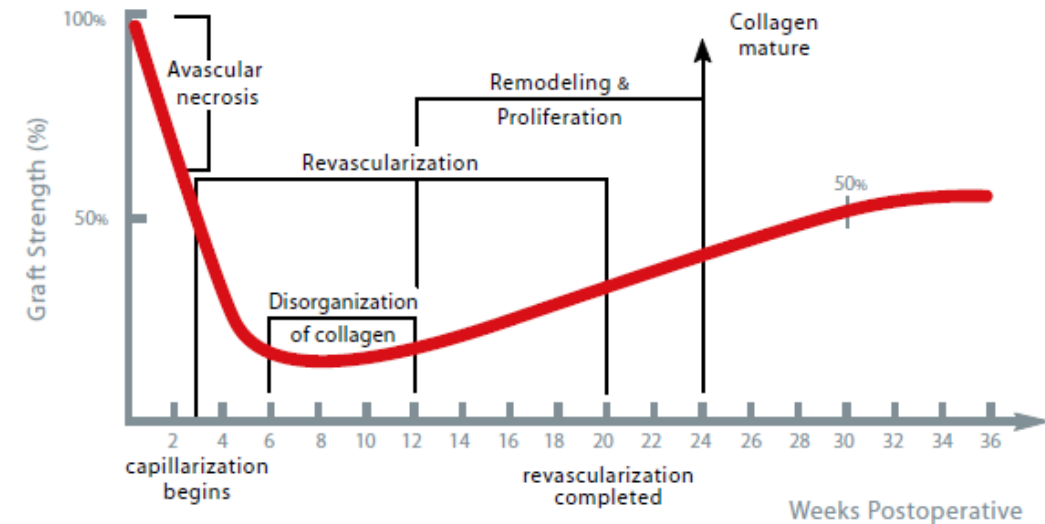 100%
Collagen
mature
Avascular
necrosis
Remodeling &
Proliferation
Revascularization
50%
50%
Graft Strength (%)
Disorganization
of collagen
2 4 6 8 10 12 14 16 18 20 22 24 26 28 30 32 34 36
capillarization
begins
revascularization
completed
Weeks Postoperative